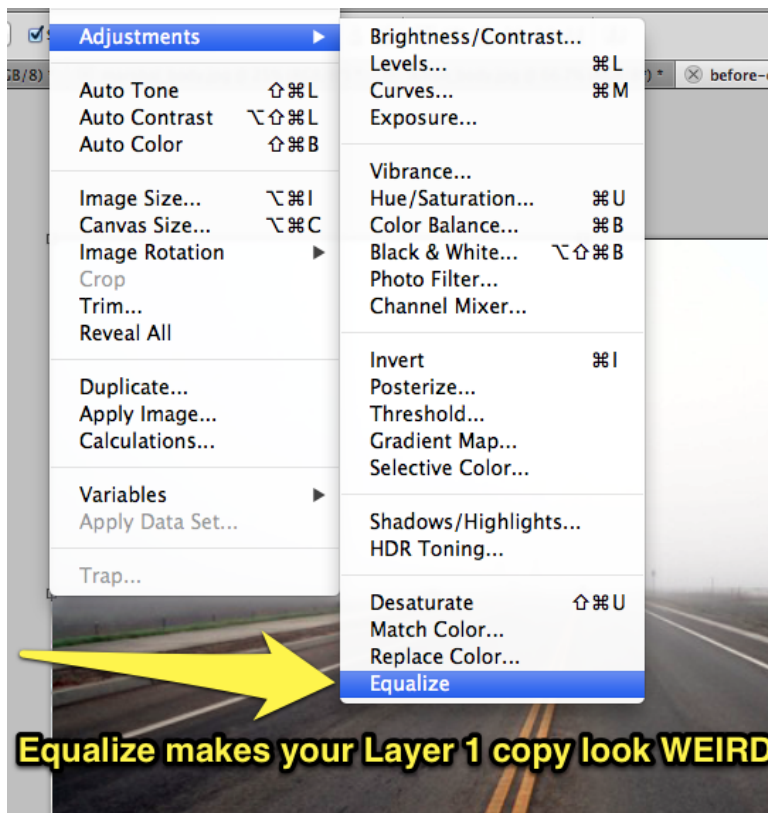 GB/8)
) *
before-
Adjustments
Auto Tone ⇧⌘L
Auto Contrast ⌥⇧⌘L
Auto Color ⇧⌘B
Image Size... ⌥⌘I
Canvas Size... ⌥⌘C
Image Rotation
Crop
Trim...
Reveal All
Duplicate...
Apply Image...
Calculations...
Variables
Apply Data Set...
Trap...
Brightness/Contrast...
Levels... ⌘L
Curves... ⌘M
Exposure...
Vibrance...
Hue/Saturation... ⌘U
Color Balance... ⌘B
Black & White... ⌥⇧⌘B
Photo Filter...
Channel Mixer...
Invert ⌘I
Posterize...
Threshold...
Gradient Map...
Selective Color...
Shadows/Highlights...
HDR Toning...
Desaturate ⇧⌘U
Match Color...
Replace Color...
Equalize
Equalize makes your Layer 1 copy look WEIRD